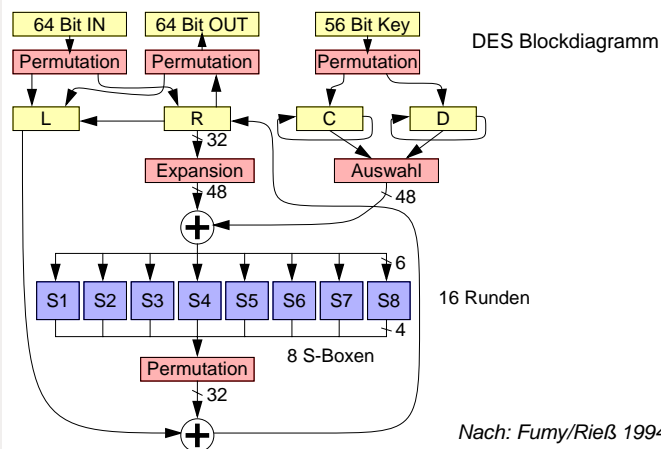 64 Bit IN
64 Bit OUT
56 Bit Key
DES Blockdiagramm
Permutation
Permutation
Permutation
L
R
C
D
32
Expansion
Auswahl
48
48
6
S1
S2
S3
S4
S5
S6
S7
S8
16 Runden
4
8 S-Boxen
Permutation
32
Nach: Fumy/Rieß 1994